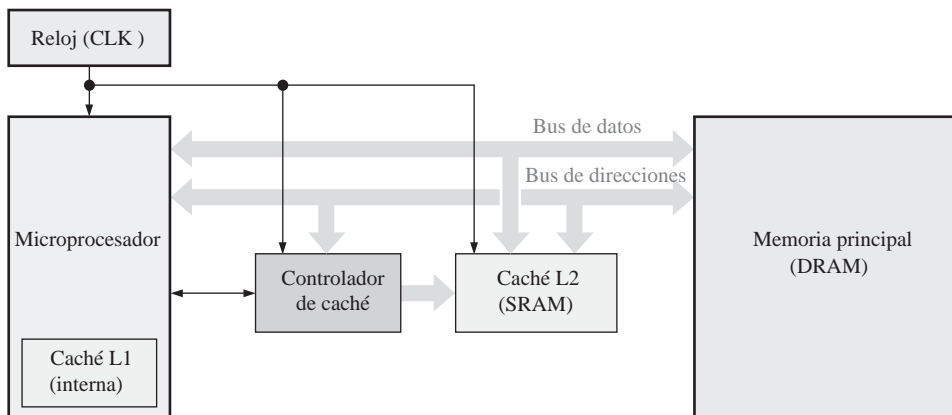 Reloj (CLK )
Bus de datos
Bus de direcciones
Microprocesador
Memoria principal
(DRAM)
Controlador
de caché
Caché L2
(SRAM)
Caché L1
(interna)